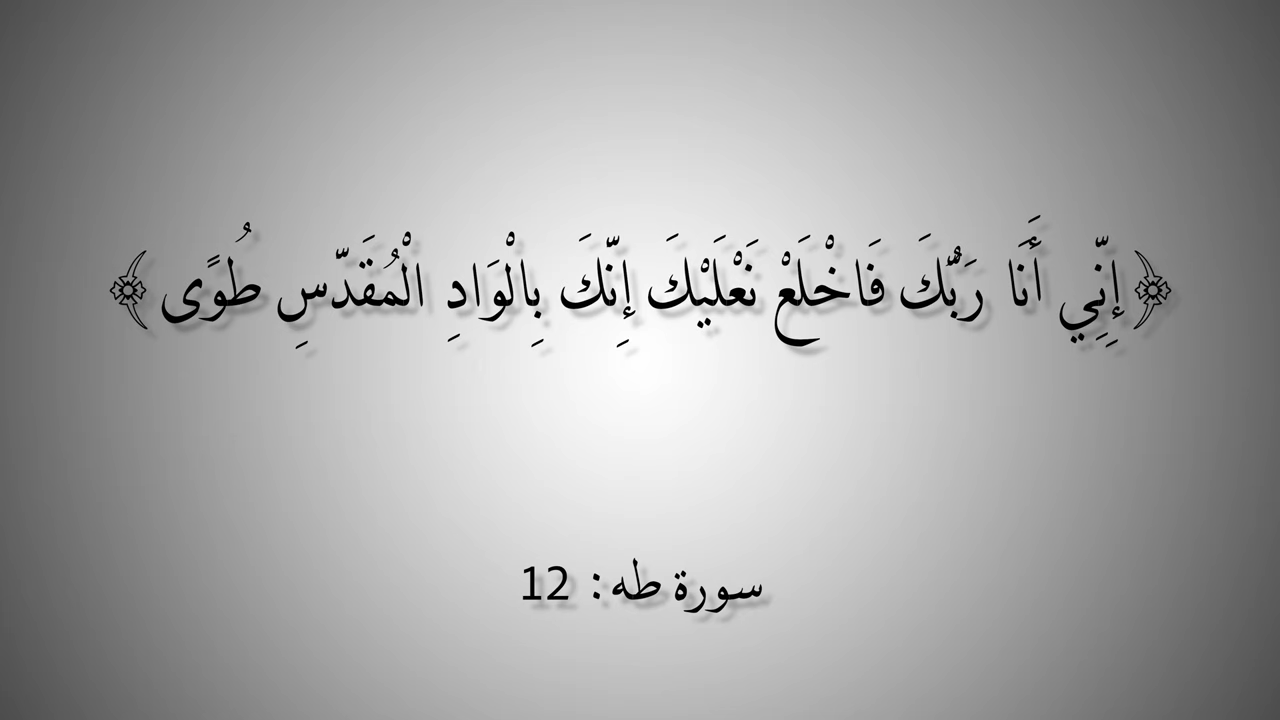 ﴿إِنِّي أَنَا رَبُّكَ فَاخْلَعْ نَعْلَيْكَ إِنَّكَ بِالْوَادِ الْمُقَدَّسِ طُوًى﴾
سورة طه: 12